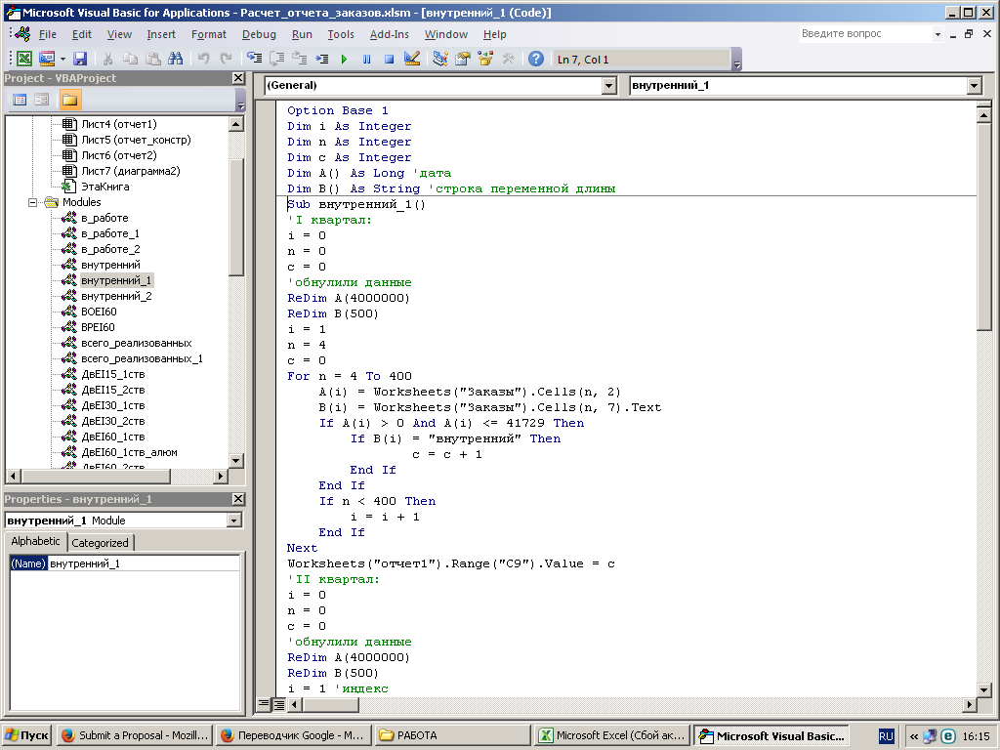 Microsoft Visual Basic for Applications - Расчет_отчета_заказов.xlsm - [внутренний_1 (Code)]
File Edit View Insert Format Debug Run Tools Add-Ins Window Help
Введите вопрос
Ln 7, Col 1
Project - VBAProject
Лист4 (отчет1)
Лист5 (отчет_констр)
Лист6 (отчет2)
Лист7 (диаграмма2)
ЭтаКнига
Modules
в_работе
в_работе_1
в_работе_2
внутренний
внутренний_1
внутренний_2
ВОЕI60
ВРЕI60
всего_реализованных
всего_реализованных_1
ДвЕI15_1ств
ДвЕI15_2ств
ДвЕI30_1ств
ДвЕI30_2ств
ДвЕI60_1ств
ДвЕI60_1ств_алюм
ДвЕI60_2ств
Properties - внутренний_1
внутренний_1 Module
Alphabetic Categorized
(Name) внутренний_1
(General) внутренний_1
Option Base 1
Dim i As Integer
Dim n As Integer
Dim c As Integer
Dim A() As Long 'дата
Dim B() As String 'строка переменной длины
Sub внутренний_1()
'I квартал:
i = 0
n = 0
c = 0
'обнулили данные
ReDim A(4000000)
ReDim B(500)
i = 1
n = 4
c = 0
For n = 4 To 400
A(i) = Worksheets("Заказы").Cells(n, 2)
B(i) = Worksheets("Заказы").Cells(n, 7).Text
If A(i) > 0 And A(i) <= 41729 Then
If B(i) = "внутренний" Then
c = c + 1
End If
End If
If n < 400 Then
i = i + 1
End If
Next
Worksheets("отчет1").Range("C9").Value = c
'II квартал:
i = 0
n = 0
c = 0
'обнулили данные
ReDim A(4000000)
ReDim B(500)
i = 1 'индекс
Пуск
Submit a Proposal - Mozill...
Переводчик Google - M...
РАБОТА
Microsoft Excel (Сбой ак...
Microsoft Visual Basic...
RU
16:15